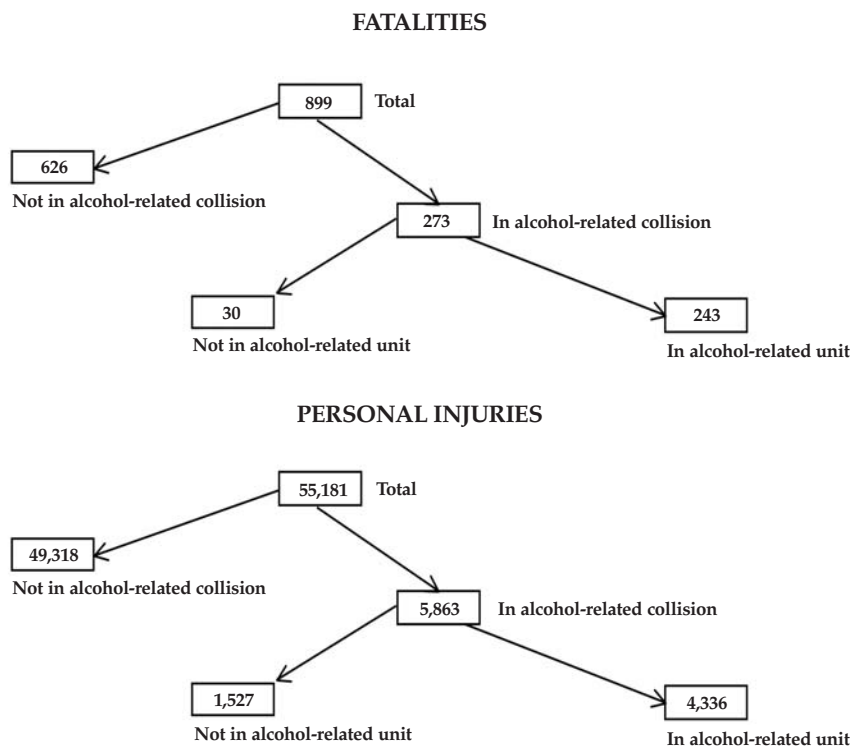 FATALITIES
899 Total
626
Not in alcohol-related collision
273 In alcohol-related collision
30
Not in alcohol-related unit
243
In alcohol-related unit
PERSONAL INJURIES
55,181 Total
49,318
Not in alcohol-related collision
5,863 In alcohol-related collision
1,527
Not in alcohol-related unit
4,336
In alcohol-related unit